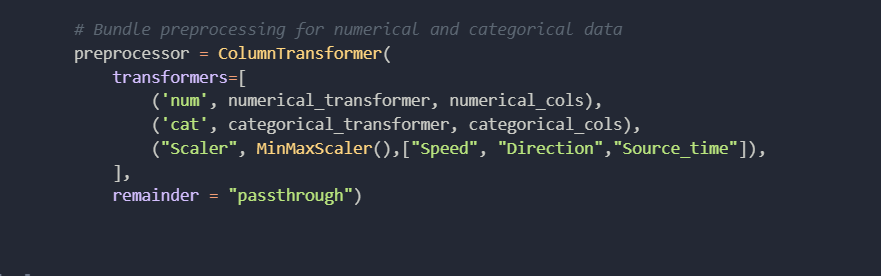 # Bundle preprocessing for numerical and categorical data
preprocessor = ColumnTransformer(
    transformers=[
        ('num', numerical_transformer, numerical_cols),
        ('cat', categorical_transformer, categorical_cols),
        ("Scaler", MinMaxScaler(),["Speed", "Direction","Source_time"]),
    ],
    remainder = "passthrough")